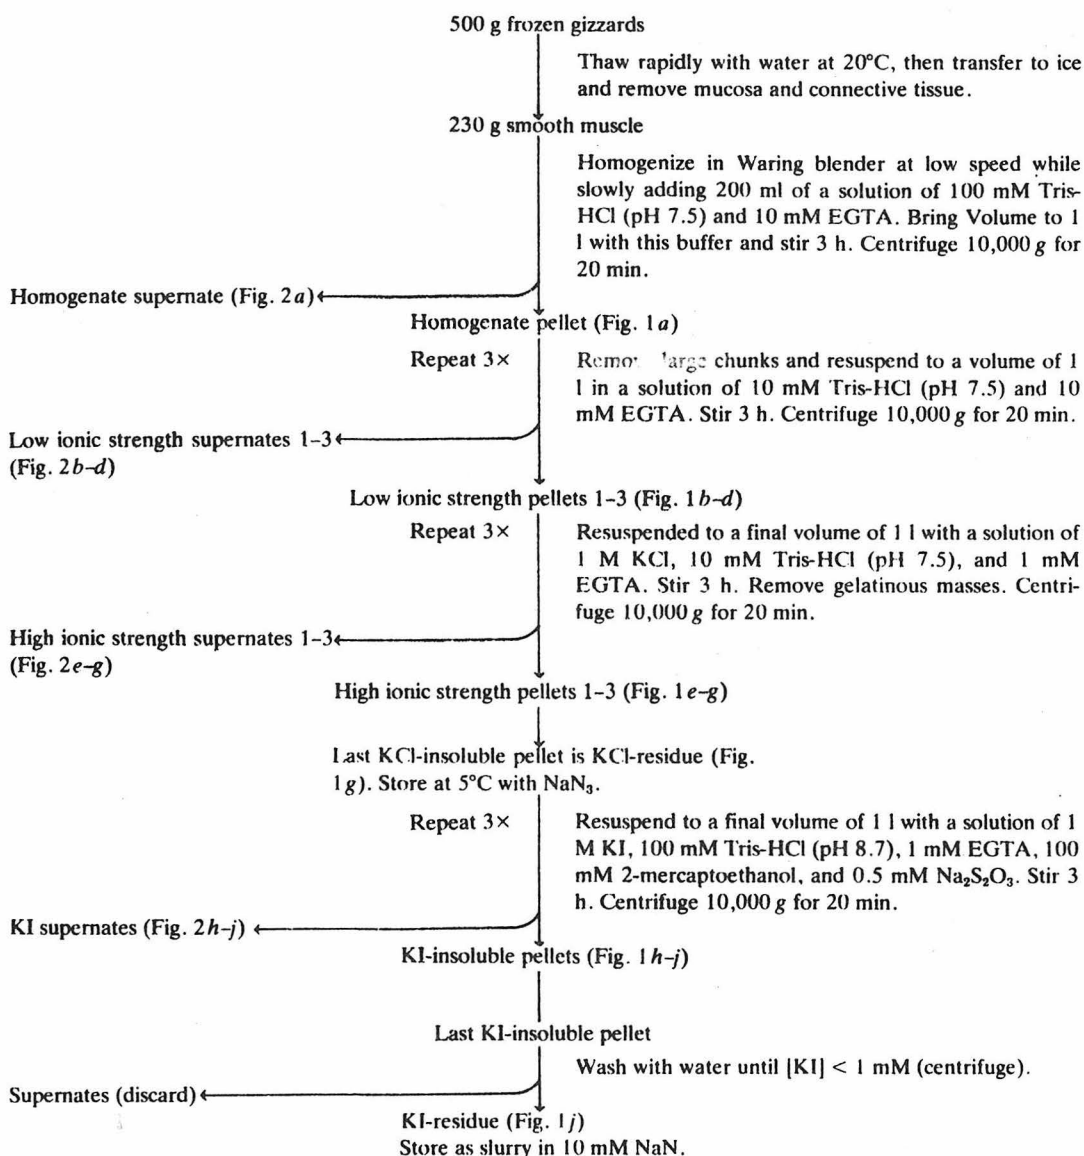 500 g frozen gizzards
Thaw rapidly with water at 20°C, then transfer to ice
and remove mucosa and connective tissue.
230 g smooth muscle
Homogenize in Waring blender at low speed while
slowly adding 200 ml of a solution of 100 mM Tris-
HCl (pH 7.5) and 10 mM EGTA. Bring Volume to 1
l with this buffer and stir 3 h. Centrifuge 10,000 g for
20 min.
Homogenate supernate (Fig. 2a)
Homogenate pellet (Fig. 1a)
Repeat 3×
large chunks and resuspend to a volume of 1
l in a solution of 10 mM Tris-HCl (pH 7.5) and 10
mM EGTA. Stir 3 h. Centrifuge 10,000 g for 20 min.
Low ionic strength supernates 1-3
(Fig. 2b-d)
Low ionic strength pellets 1-3 (Fig. 1b-d)
Repeat 3×
Resuspended to a final volume of 1 l with a solution of
1 M KCl, 10 mM Tris-HCl (pH 7.5), and 1 mM
EGTA. Stir 3 h. Remove gelatinous masses. Centri-
fuge 10,000 g for 20 min.
High ionic strength supernates 1-3
(Fig. 2e-g)
High ionic strength pellets 1-3 (Fig. 1e-g)
Last KCl-insoluble pellet is KCl-residue (Fig.
1g). Store at 5°C with NaN₃.
Repeat 3×
Resuspend to a final volume of 1 l with a solution of 1
M KI, 100 mM Tris-HCl (pH 8.7), 1 mM EGTA, 100
mM 2-mercaptoethanol, and 0.5 mM Na₂S₂O₃. Stir 3
h. Centrifuge 10,000 g for 20 min.
KI supernates (Fig. 2h-j)
KI-insoluble pellets (Fig. 1h-j)
Last KI-insoluble pellet
Wash with water until [KI] < 1 mM (centrifuge).
Supernates (discard)
KI-residue (Fig. 1j)
Store as slurry in 10 mM NaN.